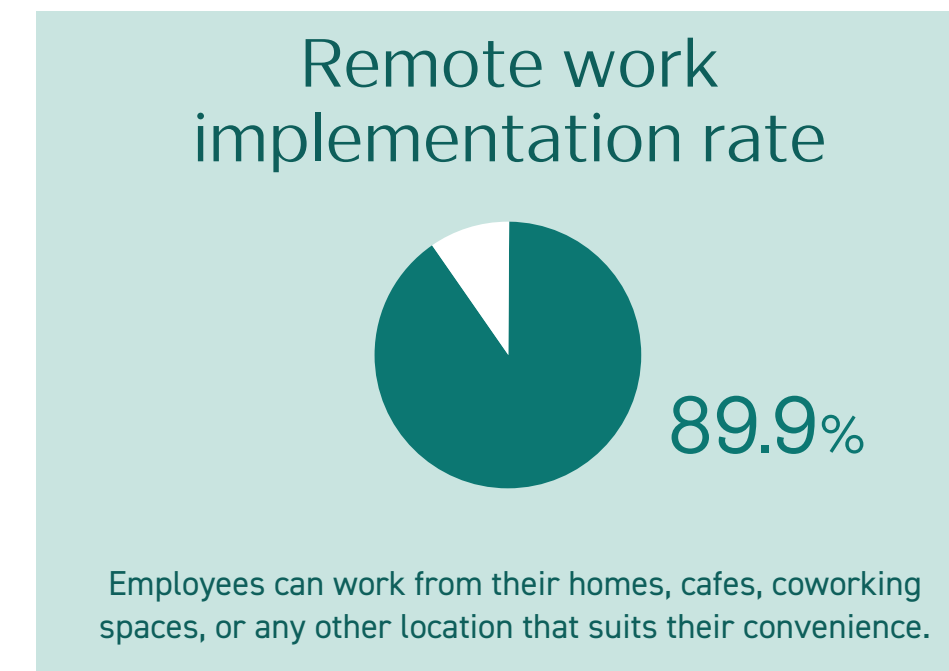 Remote work
implementation rate
89.9%
Employees can work from their homes, cafes, coworking
spaces, or any other location that suits their convenience.